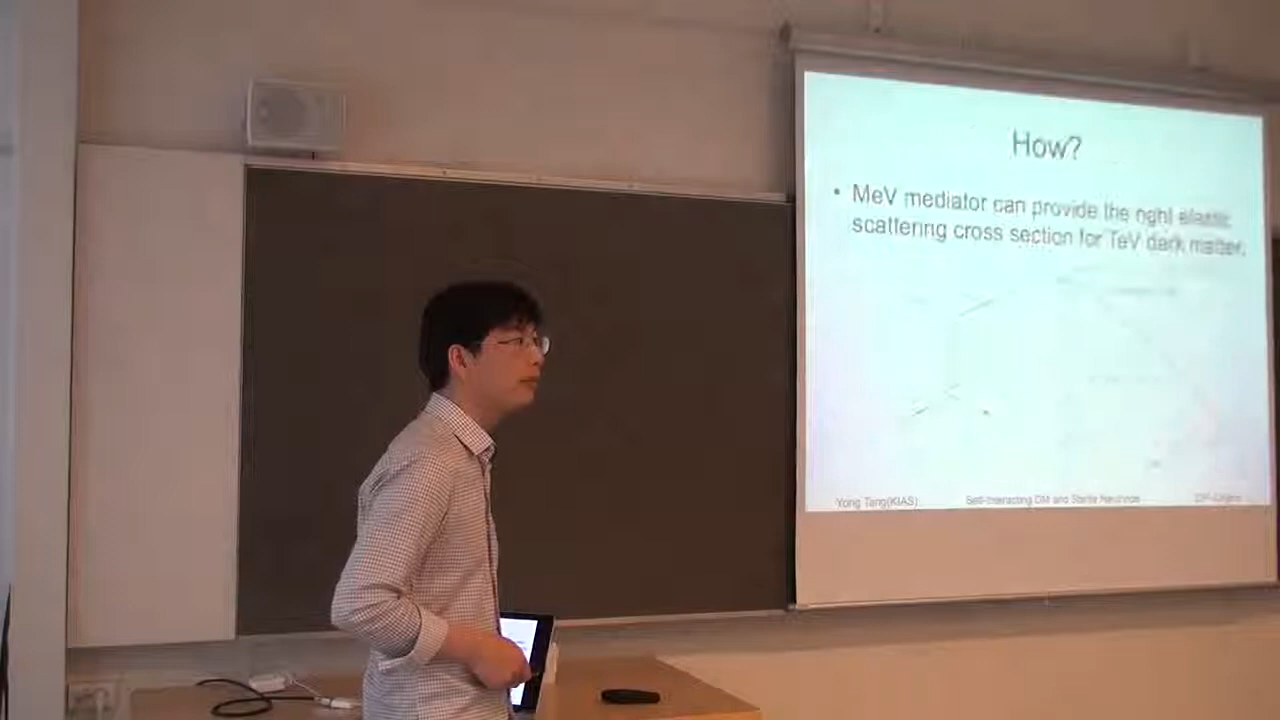 How?
• MeV mediator can provide the right elastic
scattering cross section for TeV dark matter.
Yong Tang(KIAS)
Self-Interacting DM and Sterile Neutrinos